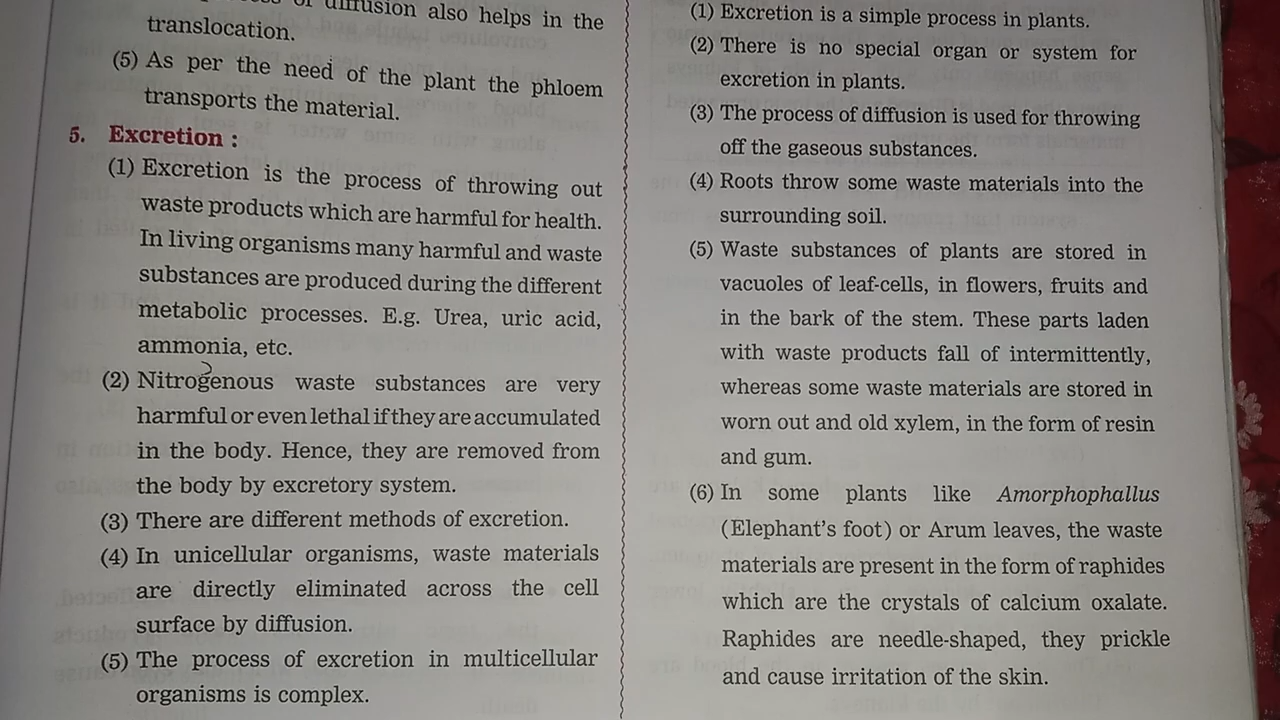 of diffusion also helps in the
translocation.
(5) As per the need of the plant the phloem
transports the material.
5. Excretion :
(1) Excretion is the process of throwing out
waste products which are harmful for health.
In living organisms many harmful and waste
substances are produced during the different
metabolic processes. E.g. Urea, uric acid,
ammonia, etc.
(2) Nitrogenous waste substances are very
harmful or even lethal if they are accumulated
in the body. Hence, they are removed from
the body by excretory system.
(3) There are different methods of excretion.
(4) In unicellular organisms, waste materials
are directly eliminated across the cell
surface by diffusion.
(5) The process of excretion in multicellular
organisms is complex.
(1) Excretion is a simple process in plants.
(2) There is no special organ or system for
excretion in plants.
(3) The process of diffusion is used for throwing
off the gaseous substances.
(4) Roots throw some waste materials into the
surrounding soil.
(5) Waste substances of plants are stored in
vacuoles of leaf-cells, in flowers, fruits and
in the bark of the stem. These parts laden
with waste products fall of intermittently,
whereas some waste materials are stored in
worn out and old xylem, in the form of resin
and gum.
(6) In some plants like Amorphophallus
(Elephant's foot) or Arum leaves, the waste
materials are present in the form of raphides
which are the crystals of calcium oxalate.
Raphides are needle-shaped, they prickle
and cause irritation of the skin.